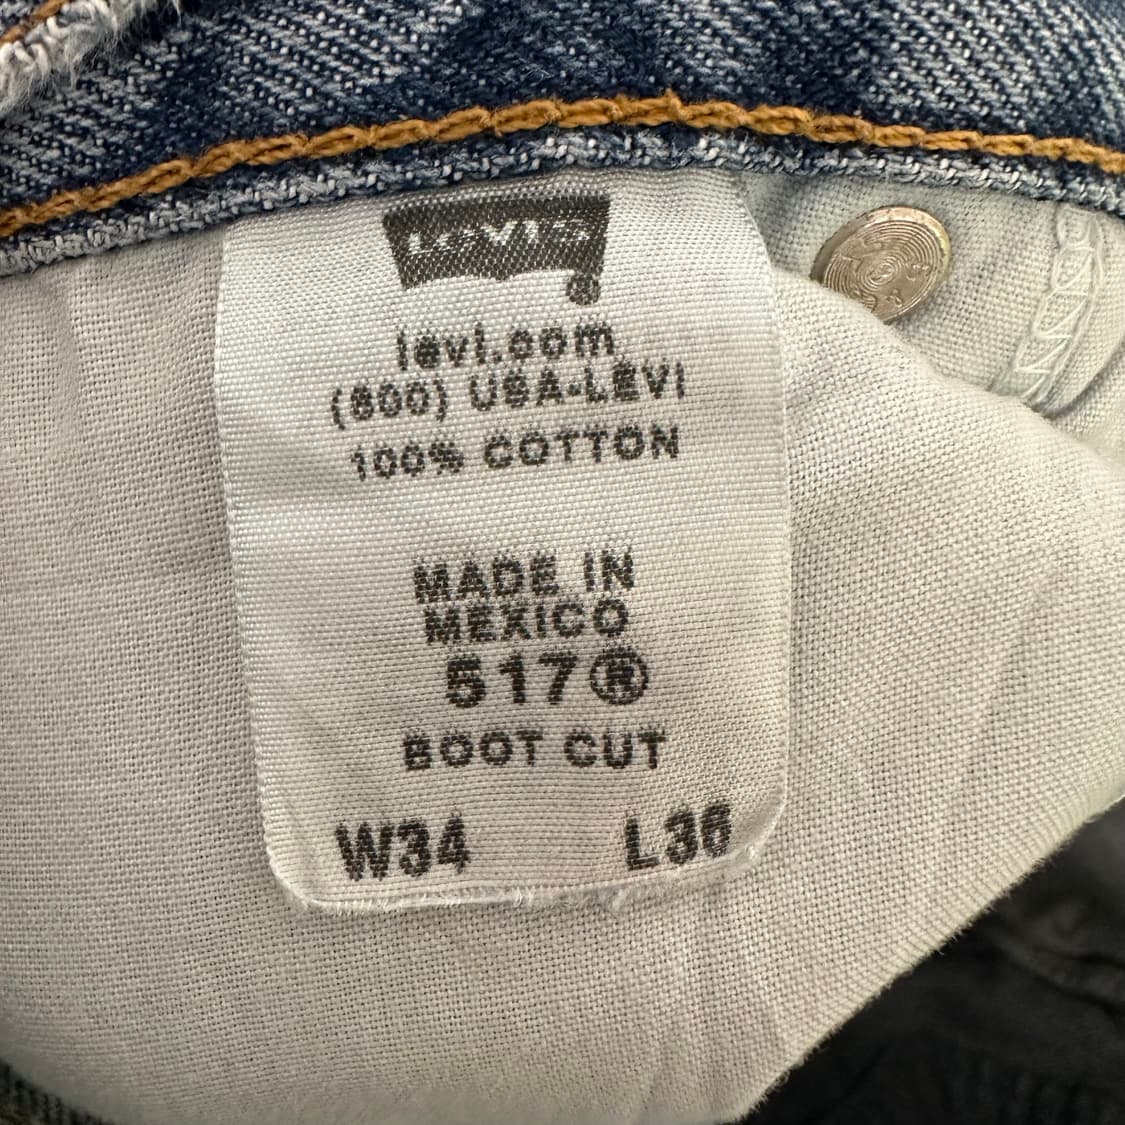 LEVI'S
®
levi.com
(800) USA-LEVI
100% COTTON
MADE IN
MEXICO
517®
BOOT CUT
W34 L36